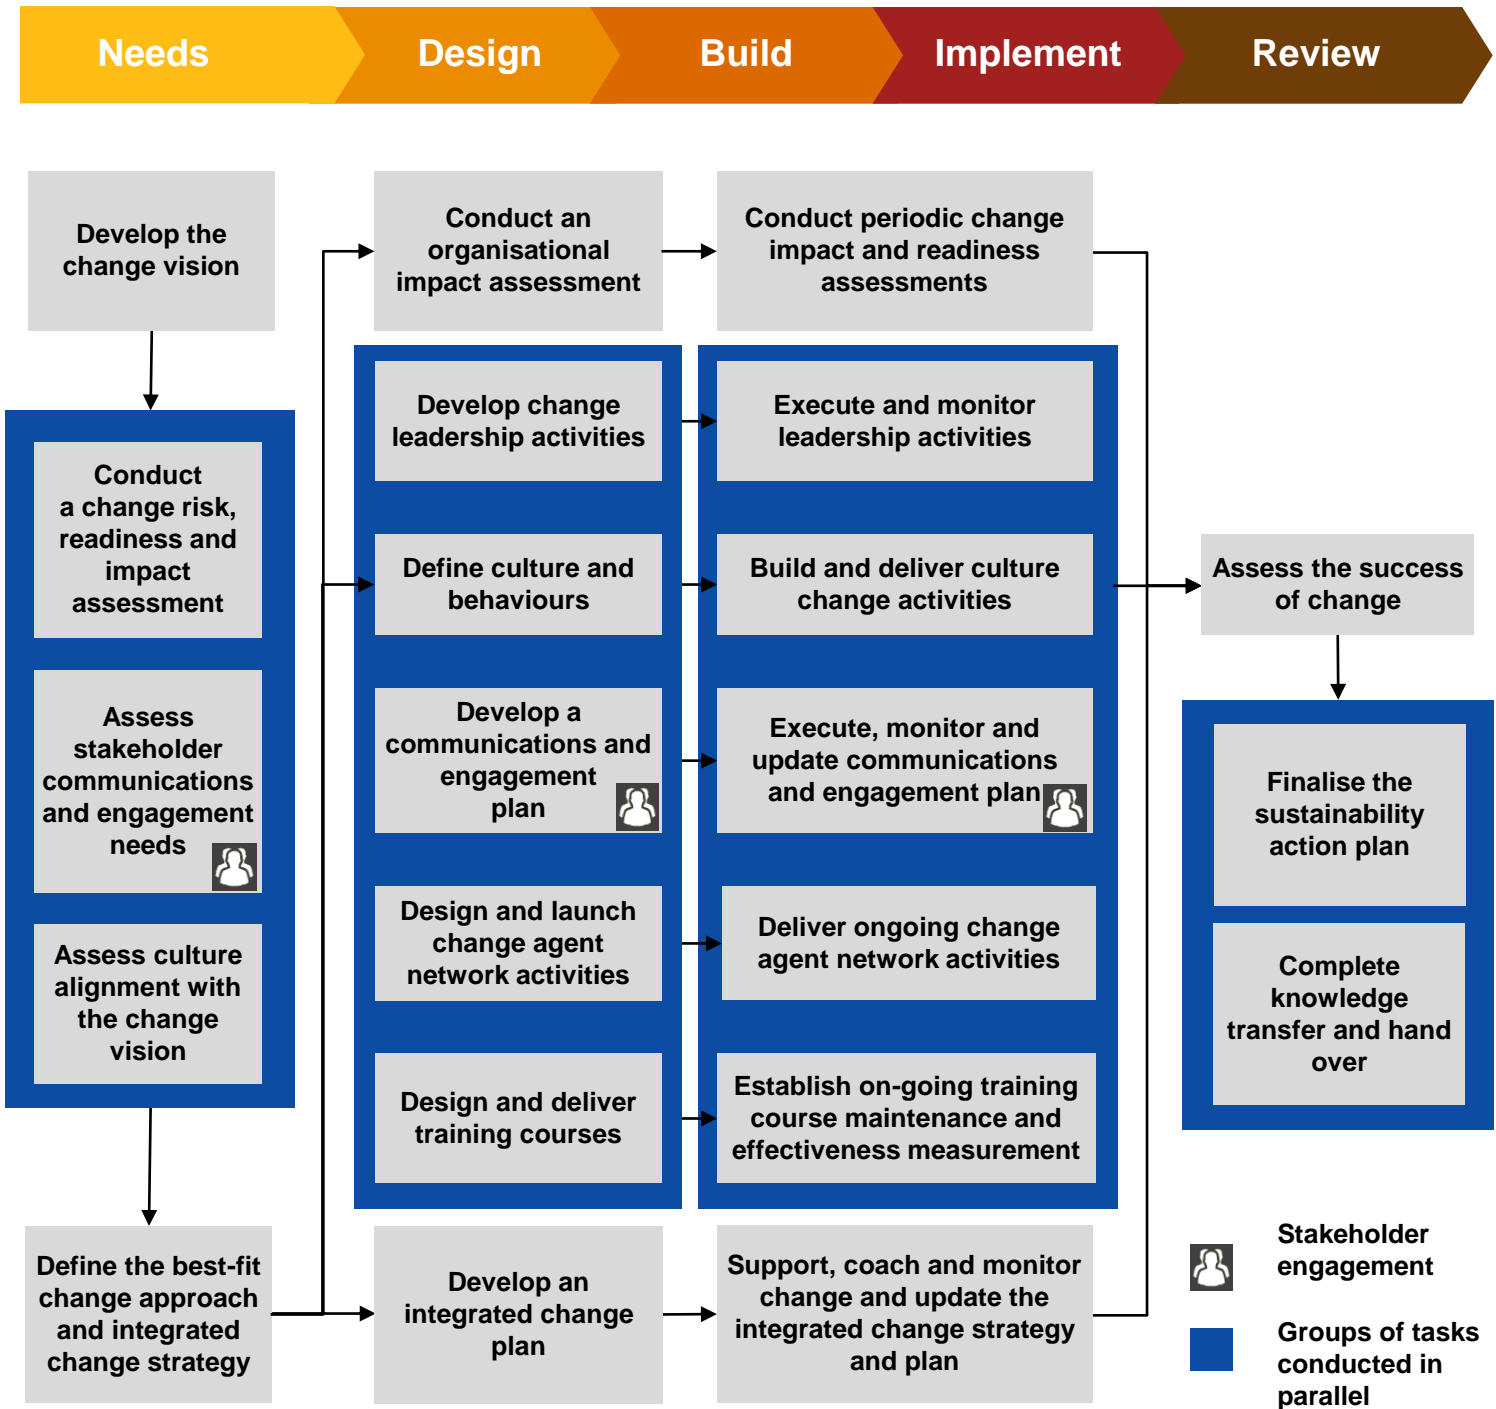 Needs
Design
Build
Implement
Review
Develop the
change vision
Conduct
a change risk,
readiness and
impact
assessment
Assess
stakeholder
communications
and engagement
needs
Assess culture
alignment with
the change
vision
Define the best-fit
change approach
and integrated
change strategy
Conduct an
organisational
impact assessment
Develop change
leadership activities
Define culture and
behaviours
Develop a
communications and
engagement
plan
Design and launch
change agent
network activities
Design and deliver
training courses
Develop an
integrated change
plan
Conduct periodic change
impact and readiness
assessments
Execute and monitor
leadership activities
Build and deliver culture
change activities
Execute, monitor and
update communications
and engagement plan
Deliver ongoing change
agent network activities
Establish on-going training
course maintenance and
effectiveness measurement
Support, coach and monitor
change and update the
integrated change strategy
and plan
Assess the success
of change
Finalise the
sustainability
action plan
Complete
knowledge
transfer and hand
over
Stakeholder
engagement
Groups of tasks
conducted in
parallel